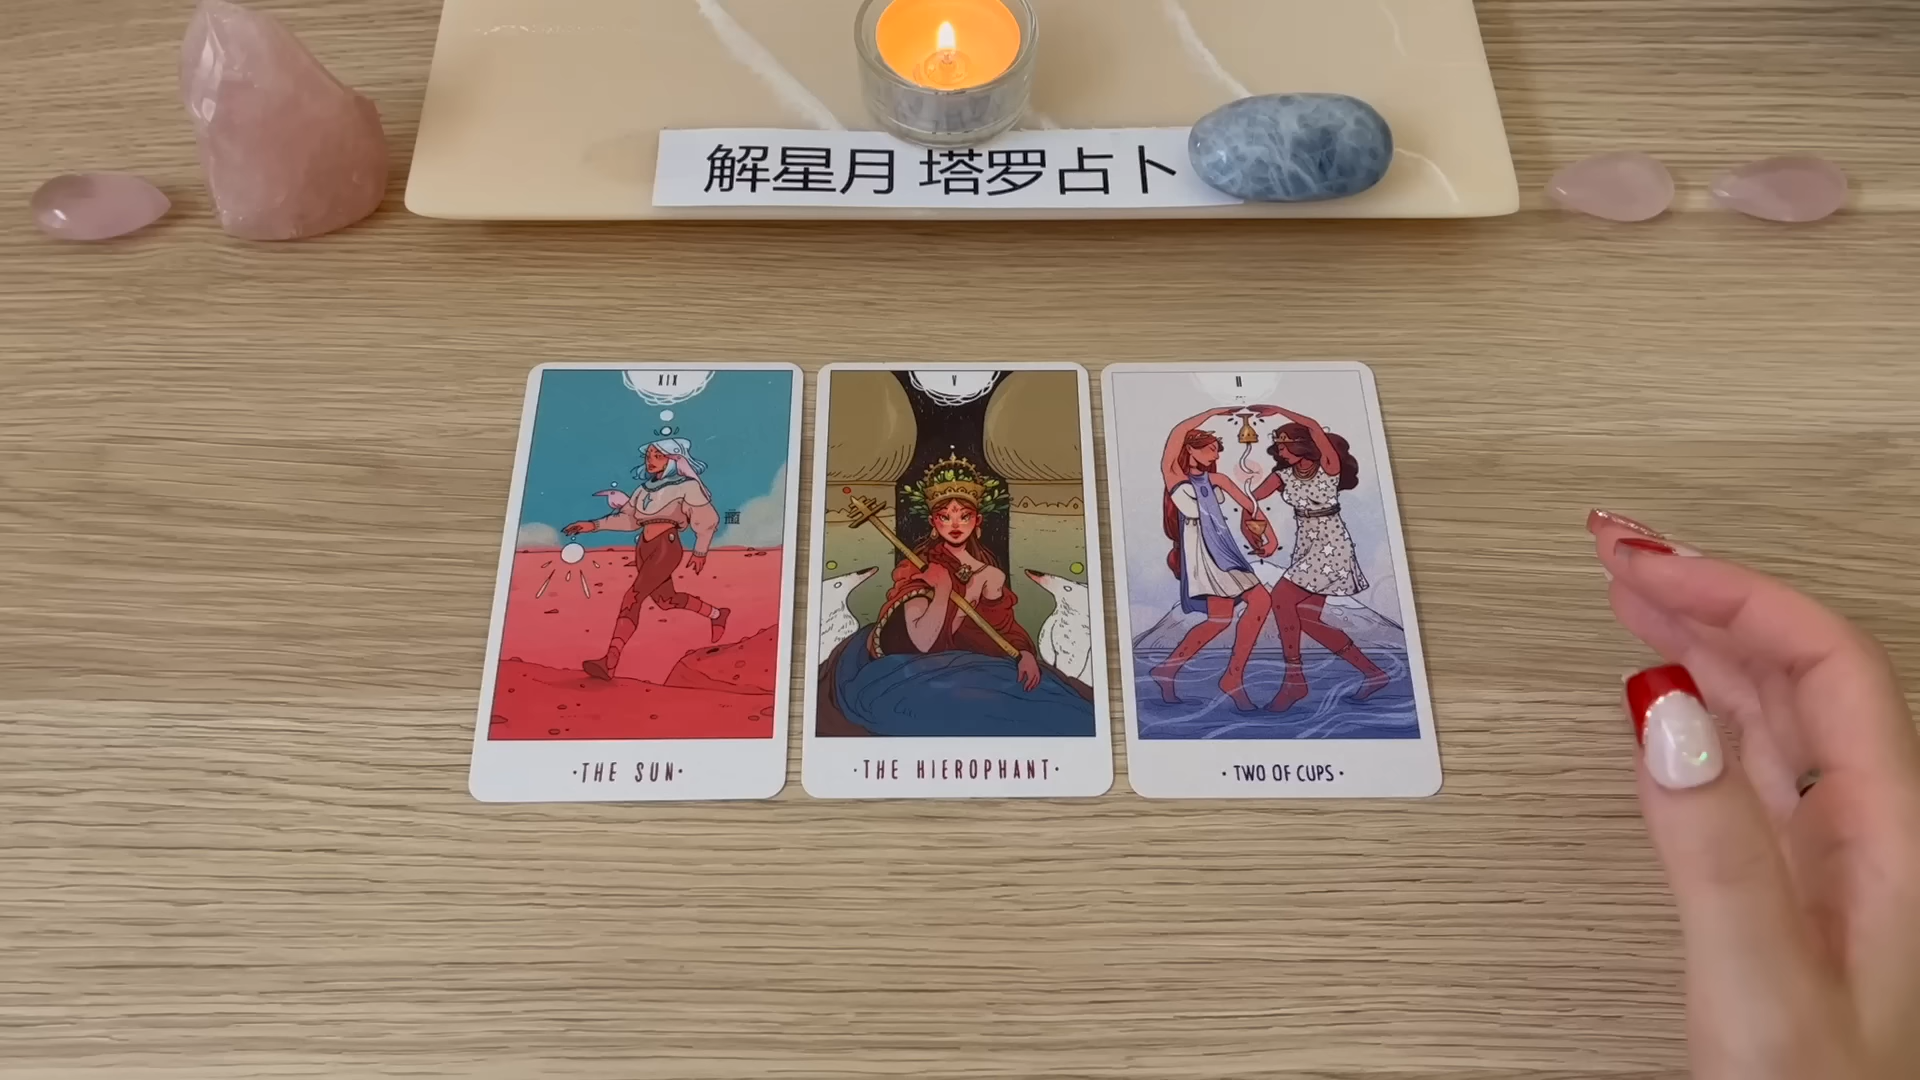 解星月 塔罗占卜
XIX
V
II
·THE SUN·
·THE HIEROPHANT·
·TWO OF CUPS·